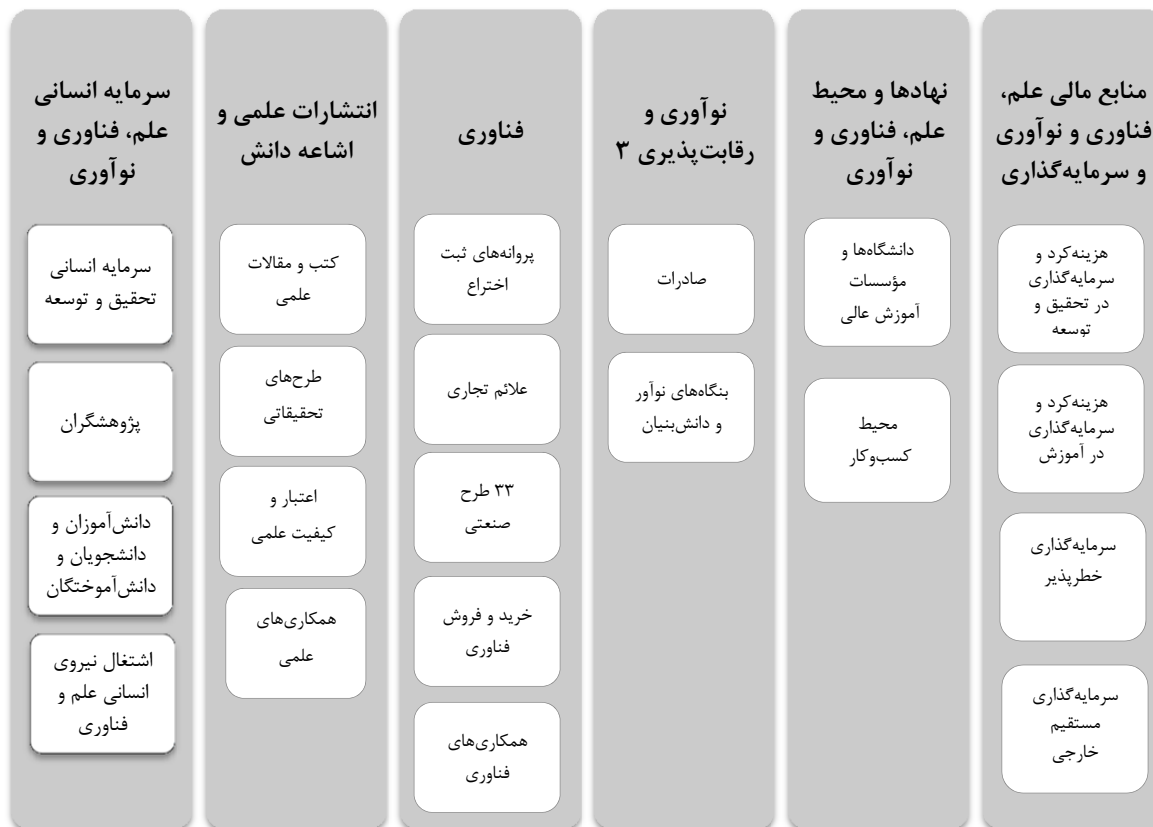 منابع مالی علم،
فناوری و نوآوری
و سرمایه‌گذاری
هزینه‌کرد و
سرمایه‌گذاری
در تحقیق و
توسعه
هزینه‌کرد و
سرمایه‌گذاری
در آموزش
سرمایه‌گذاری
خطرپذیر
سرمایه‌گذاری
مستقیم
خارجی
نهادها و محیط
علم، فناوری و
نوآوری
دانشگاه‌ها و
مؤسسات
آموزش عالی
محیط
کسب‌وکار
نوآوری و
رقابت‌پذیری ۳
صادرات
بنگاه‌های نوآور
و دانش‌بنیان
فناوری
پروانه‌های ثبت
اختراع
علائم تجاری
۳۳ طرح
صنعتی
خرید و فروش
فناوری
همکاری‌های
فناوری
انتشارات علمی و
اشاعه دانش
کتب و مقالات
علمی
طرح‌های
تحقیقاتی
اعتبار و
کیفیت علمی
همکاری‌های
علمی
سرمایه انسانی
علم، فناوری و
نوآوری
سرمایه انسانی
تحقیق و توسعه
پژوهشگران
دانش‌آموزان و
دانشجویان و
دانش‌آموختگان
اشتغال نیروی
انسانی علم و
فناوری